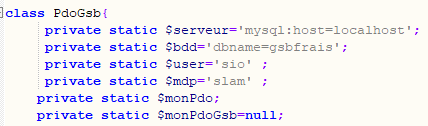 class PdoGsb{
private static $serveur='mysql:host=localhost';
private static $bdd='dbname=gsbfrais';
private static $user='sio' ;
private static $mdp='slam' ;
private static $monPdo;
private static $monPdoGsb=null;